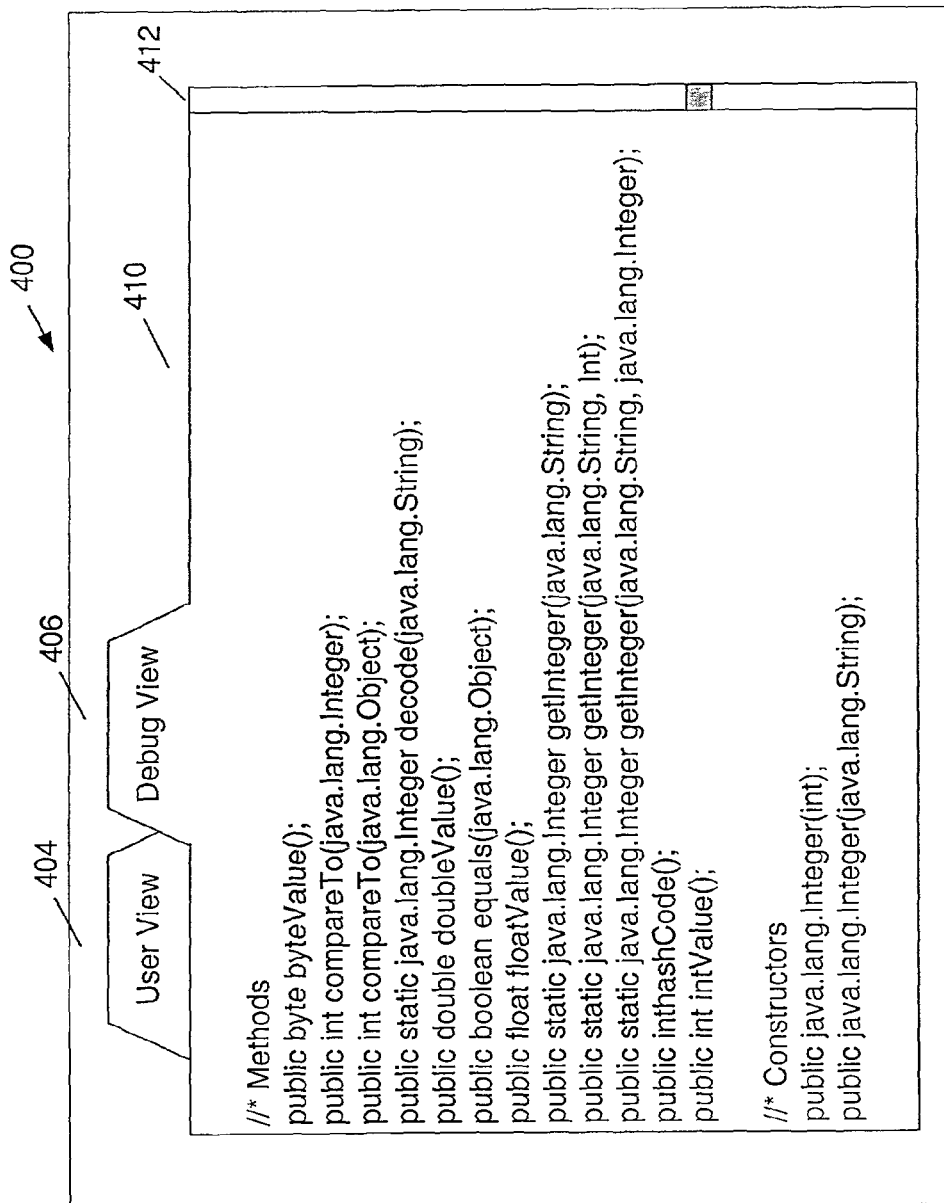 400
404
406
410
412
User View
Debug View
//* Methods
public byte byteValue();
public int compareTo(java.lang.Integer);
public int compareTo(java.lang.Object);
public static java.lang.Integer decode(java.lang.String);
public double doubleValue();
public boolean equals(java.lang.Object);
public float floatValue();
public static java.lang.Integer getInteger(java.lang.String);
public static java.lang.Integer getInteger(java.lang.String, Int);
public static java.lang.Integer getInteger(java.lang.String, java.lang.Integer);
public inthashCode();
public int intValue();
//* Constructors
public java.lang.Integer(int);
public java.lang.Integer(java.lang.String);